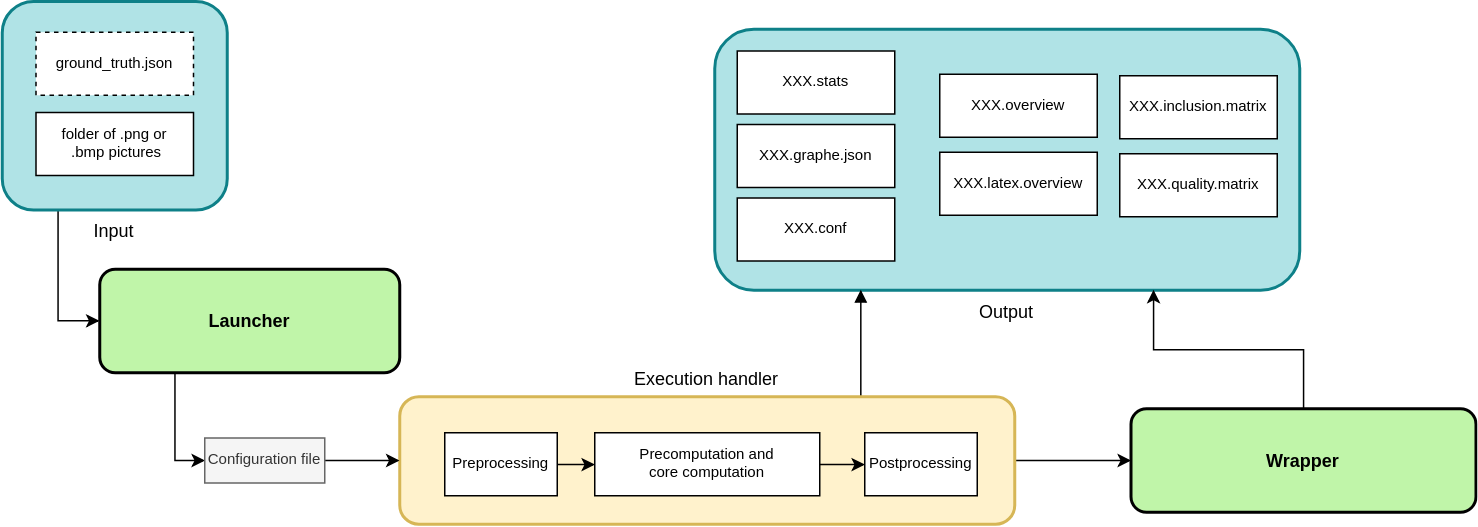 ground_truth.json
folder of .png or
.bmp pictures
Input
Launcher
Configuration file
Execution handler
Preprocessing
Precomputation and
core computation
Postprocessing
XXX.stats
XXX.graphe.json
XXX.conf
XXX.overview
XXX.latex.overview
XXX.inclusion.matrix
XXX.quality.matrix
Output
Wrapper